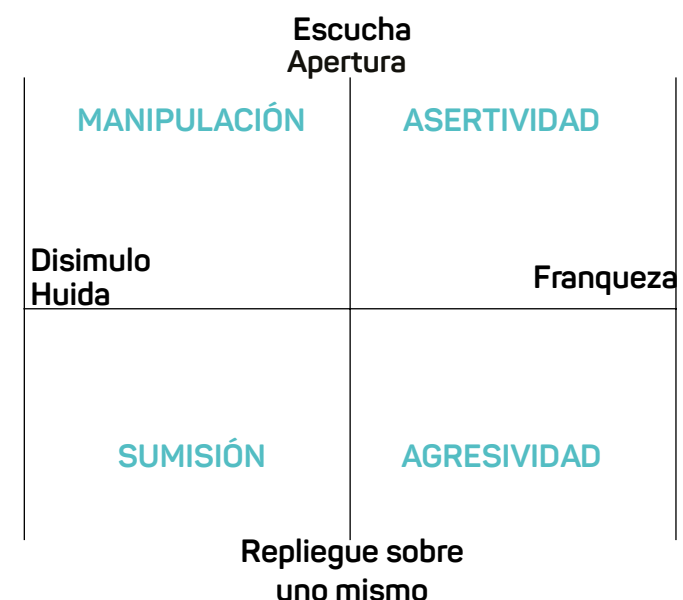 Escucha
Apertura
MANIPULACIÓN ASERTIVIDAD
Disimulo
Huida
Franqueza
SUMISIÓN AGRESIVIDAD
Repliegue sobre
uno mismo